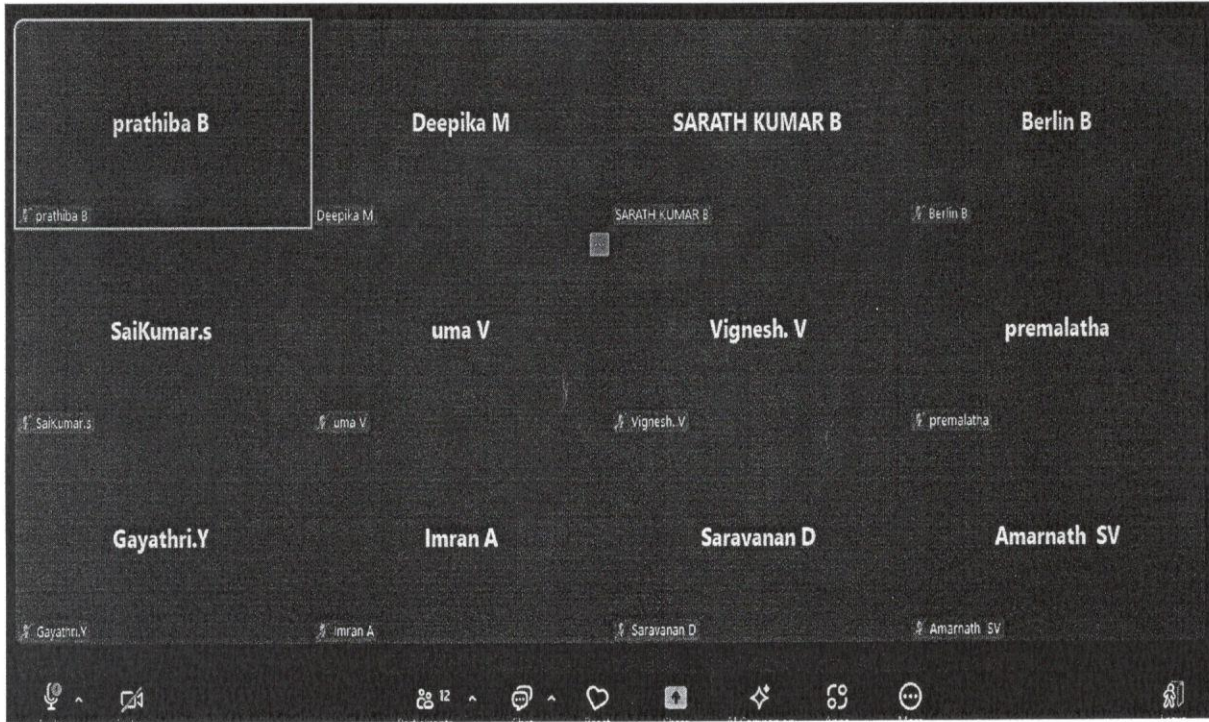 prathiba B Deepika M SARATH KUMAR B Berlin B
prathiba B Deepika M SARATH KUMAR B Berlin B
SaiKumar.s uma V Vignesh. V premalatha
SaiKumar.s uma V Vignesh. V premalatha
Gayathri.Y Imran A Saravanan D Amarnath SV
Gayathri.Y Imran A Saravanan D Amarnath SV
12